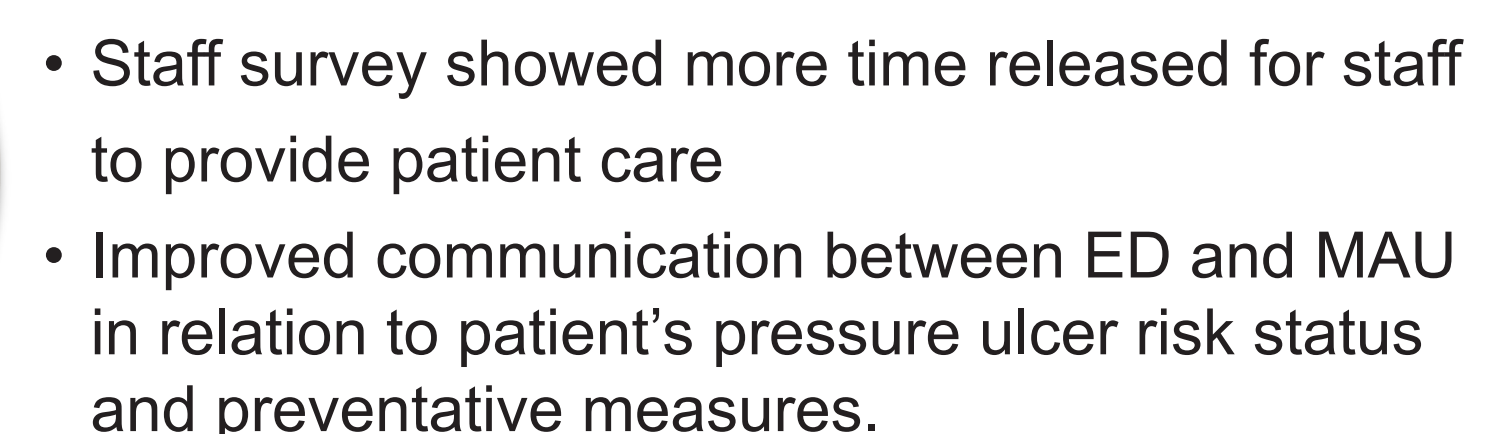 • Staff survey showed more time released for staff
to provide patient care
• Improved communication between ED and MAU
in relation to patient’s pressure ulcer risk status
and preventative measures.